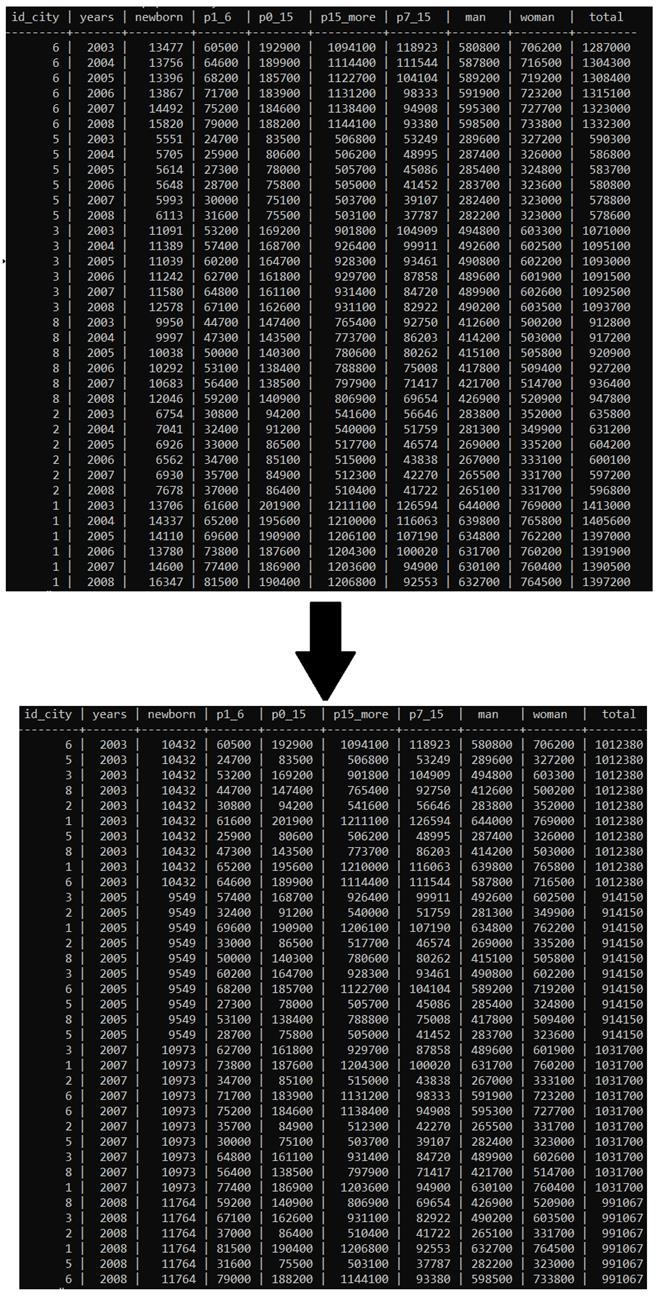 id_city | years | newborn | p1_6 | p0_15 | p15_more | p7_15 | man | woman | total
6 | 2003 | 13477 | 60500 | 192900 | 1094100 | 118923 | 580800 | 706200 | 1287000
6 | 2004 | 13756 | 64600 | 189900 | 1114400 | 111544 | 587800 | 716500 | 1304300
6 | 2005 | 13396 | 68200 | 185700 | 1122700 | 104104 | 589200 | 719200 | 1308400
6 | 2006 | 13867 | 71700 | 183900 | 1131200 | 98333 | 591900 | 723200 | 1315100
6 | 2007 | 14492 | 75200 | 184600 | 1138400 | 94908 | 595300 | 727700 | 1323000
6 | 2008 | 15820 | 79000 | 188200 | 1144100 | 93380 | 598500 | 733800 | 1332300
5 | 2003 | 5551 | 24700 | 83500 | 506800 | 53249 | 289600 | 327200 | 590300
5 | 2004 | 5705 | 25900 | 80600 | 506200 | 48995 | 287400 | 326000 | 586800
5 | 2005 | 5614 | 27300 | 78000 | 505700 | 45086 | 285400 | 324800 | 583700
5 | 2006 | 5648 | 28700 | 75800 | 505000 | 41452 | 283700 | 323600 | 580800
5 | 2007 | 5993 | 30000 | 75100 | 503700 | 39107 | 282400 | 323000 | 578800
5 | 2008 | 6113 | 31600 | 75500 | 503100 | 37787 | 282200 | 323000 | 578600
3 | 2003 | 11091 | 53200 | 169200 | 901800 | 104909 | 494800 | 603300 | 1071000
3 | 2004 | 11389 | 57400 | 168700 | 926400 | 99911 | 492600 | 602500 | 1095100
3 | 2005 | 11039 | 60200 | 164700 | 928300 | 93461 | 490800 | 602200 | 1093000
3 | 2006 | 11242 | 62700 | 161800 | 929700 | 87858 | 489600 | 601900 | 1091500
3 | 2007 | 11580 | 64800 | 161100 | 931400 | 84720 | 489900 | 602600 | 1092500
3 | 2008 | 12578 | 67100 | 162600 | 931100 | 82922 | 490200 | 603500 | 1093700
8 | 2003 | 9950 | 44700 | 147400 | 765400 | 92750 | 412600 | 500200 | 912800
8 | 2004 | 9997 | 47300 | 143500 | 773700 | 86203 | 414200 | 503000 | 917200
8 | 2005 | 10038 | 50000 | 140300 | 780600 | 80262 | 415100 | 505800 | 920900
8 | 2006 | 10292 | 53100 | 138400 | 788800 | 75008 | 417800 | 509400 | 927200
8 | 2007 | 10683 | 56400 | 138500 | 797900 | 71417 | 421700 | 514700 | 936400
8 | 2008 | 12046 | 59200 | 140900 | 806900 | 69654 | 426900 | 520900 | 947800
2 | 2003 | 6754 | 30800 | 94200 | 541600 | 56646 | 283800 | 352000 | 635800
2 | 2004 | 7041 | 32400 | 91200 | 540000 | 51759 | 281300 | 349900 | 631200
2 | 2005 | 6926 | 33000 | 86500 | 517700 | 46574 | 269000 | 335200 | 604200
2 | 2006 | 6562 | 34700 | 85100 | 515000 | 43838 | 267000 | 333100 | 600100
2 | 2007 | 6930 | 35700 | 84900 | 512300 | 42270 | 265500 | 331700 | 597200
2 | 2008 | 7678 | 37000 | 86400 | 510400 | 41722 | 265100 | 331700 | 596800
1 | 2003 | 13706 | 61600 | 201900 | 1211100 | 126594 | 644000 | 769000 | 1413000
1 | 2004 | 14337 | 65200 | 195600 | 1210000 | 116063 | 639800 | 765800 | 1405600
1 | 2005 | 14110 | 69600 | 190900 | 1206100 | 107190 | 634800 | 762200 | 1397000
1 | 2006 | 13780 | 73800 | 187600 | 1204300 | 100020 | 631700 | 760200 | 1391900
1 | 2007 | 14600 | 77400 | 186900 | 1203600 | 94900 | 630100 | 760400 | 1390500
1 | 2008 | 16347 | 81500 | 190400 | 1206800 | 92553 | 632700 | 764500 | 1397200
id_city | years | newborn | p1_6 | p0_15 | p15_more | p7_15 | man | woman | total
6 | 2003 | 10432 | 60500 | 192900 | 1094100 | 118923 | 580800 | 706200 | 1012380
5 | 2003 | 10432 | 24700 | 83500 | 506800 | 53249 | 289600 | 327200 | 1012380
3 | 2003 | 10432 | 53200 | 169200 | 901800 | 104909 | 494800 | 603300 | 1012380
8 | 2003 | 10432 | 44700 | 147400 | 765400 | 92750 | 412600 | 500200 | 1012380
2 | 2003 | 10432 | 30800 | 94200 | 541600 | 56646 | 283800 | 352000 | 1012380
1 | 2003 | 10432 | 61600 | 201900 | 1211100 | 126594 | 644000 | 769000 | 1012380
5 | 2003 | 10432 | 25900 | 80600 | 506200 | 48995 | 287400 | 326000 | 1012380
8 | 2003 | 10432 | 47300 | 143500 | 773700 | 86203 | 414200 | 503000 | 1012380
1 | 2003 | 10432 | 65200 | 195600 | 1210000 | 116063 | 639800 | 765800 | 1012380
6 | 2003 | 10432 | 64600 | 189900 | 1114400 | 111544 | 587800 | 716500 | 1012380
3 | 2005 | 9549 | 57400 | 168700 | 926400 | 99911 | 492600 | 602500 | 914150
2 | 2005 | 9549 | 32400 | 91200 | 540000 | 51759 | 281300 | 349900 | 914150
1 | 2005 | 9549 | 69600 | 190900 | 1206100 | 107190 | 634800 | 762200 | 914150
2 | 2005 | 9549 | 33000 | 86500 | 517700 | 46574 | 269000 | 335200 | 914150
8 | 2005 | 9549 | 50000 | 140300 | 780600 | 80262 | 415100 | 505800 | 914150
3 | 2005 | 9549 | 60200 | 164700 | 928300 | 93461 | 490800 | 602200 | 914150
6 | 2005 | 9549 | 68200 | 185700 | 1122700 | 104104 | 589200 | 719200 | 914150
5 | 2005 | 9549 | 27300 | 78000 | 505700 | 45086 | 285400 | 324800 | 914150
8 | 2005 | 9549 | 53100 | 138400 | 788800 | 75008 | 417800 | 509400 | 914150
5 | 2005 | 9549 | 28700 | 75800 | 505000 | 41452 | 283700 | 323600 | 914150
3 | 2007 | 10973 | 62700 | 161800 | 929700 | 87858 | 489600 | 601900 | 1031700
1 | 2007 | 10973 | 73800 | 187600 | 1204300 | 100020 | 631700 | 760200 | 1031700
2 | 2007 | 10973 | 34700 | 85100 | 515000 | 43838 | 267000 | 333100 | 1031700
6 | 2007 | 10973 | 71700 | 183900 | 1131200 | 98333 | 591900 | 723200 | 1031700
6 | 2007 | 10973 | 75200 | 184600 | 1138400 | 94908 | 595300 | 727700 | 1031700
2 | 2007 | 10973 | 35700 | 84900 | 512300 | 42270 | 265500 | 331700 | 1031700
5 | 2007 | 10973 | 30000 | 75100 | 503700 | 39107 | 282400 | 323000 | 1031700
3 | 2007 | 10973 | 64800 | 161100 | 931400 | 84720 | 489900 | 602600 | 1031700
8 | 2007 | 10973 | 56400 | 138500 | 797900 | 71417 | 421700 | 514700 | 1031700
1 | 2007 | 10973 | 77400 | 186900 | 1203600 | 94900 | 630100 | 760400 | 1031700
8 | 2008 | 11764 | 59200 | 140900 | 806900 | 69654 | 426900 | 520900 | 991067
3 | 2008 | 11764 | 67100 | 162600 | 931100 | 82922 | 490200 | 603500 | 991067
2 | 2008 | 11764 | 37000 | 86400 | 510400 | 41722 | 265100 | 331700 | 991067
1 | 2008 | 11764 | 81500 | 190400 | 1206800 | 92553 | 632700 | 764500 | 991067
5 | 2008 | 11764 | 31600 | 75500 | 503100 | 37787 | 282200 | 323000 | 991067
6 | 2008 | 11764 | 79000 | 188200 | 1144100 | 93380 | 598500 | 733800 | 991067